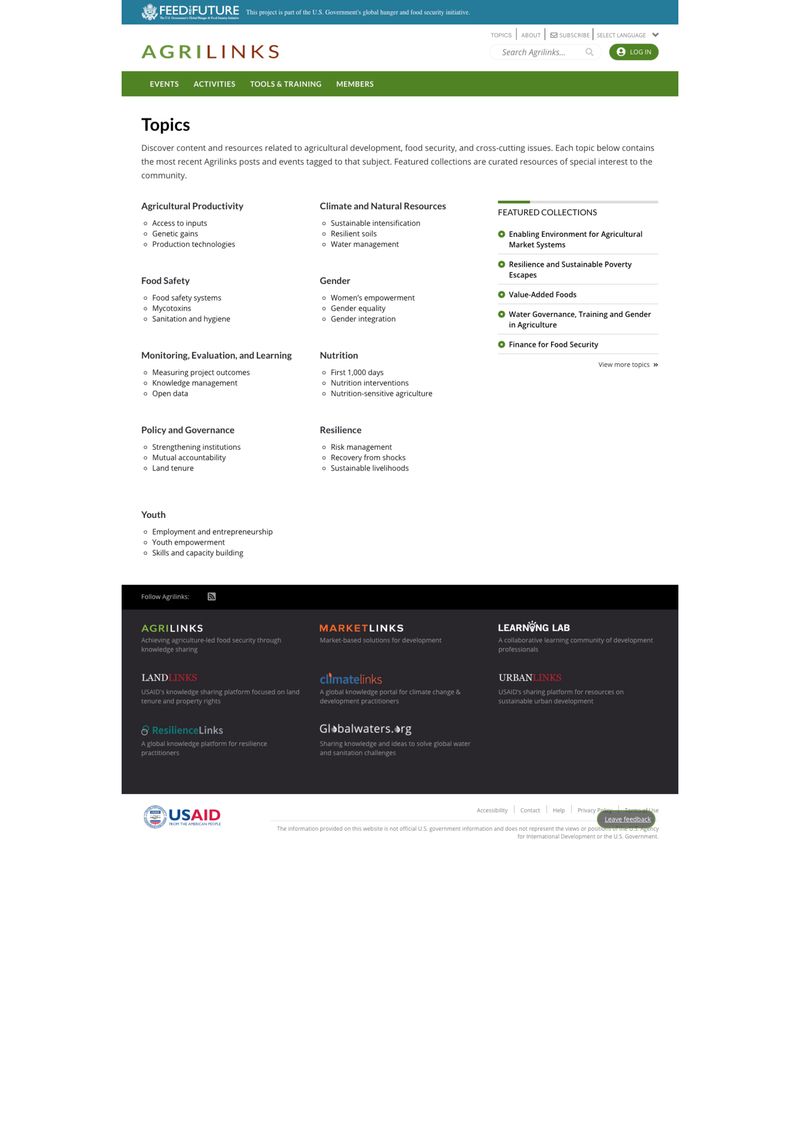 FEEDiFUTURE
The U.S. Government's Global Hunger & Food Security Initiative
This project is part of the U.S. Government's global hunger and food security initiative.
TOPICS
ABOUT
SUBSCRIBE
SELECT LANGUAGE
AGRILINKS
Search Agrilinks...
LOG IN
EVENTS
ACTIVITIES
TOOLS & TRAINING
MEMBERS
Topics
Discover content and resources related to agricultural development, food security, and cross-cutting issues. Each topic below contains
the most recent Agrilinks posts and events tagged to that subject. Featured collections are curated resources of special interest to the
community.
Agricultural Productivity
Access to inputs
Genetic gains
Production technologies
Climate and Natural Resources
Sustainable intensification
Resilient soils
Water management
Food Safety
Food safety systems
Mycotoxins
Sanitation and hygiene
Gender
Women's empowerment
Gender equality
Gender integration
Monitoring, Evaluation, and Learning
Measuring project outcomes
Knowledge management
Open data
Nutrition
First 1,000 days
Nutrition interventions
Nutrition-sensitive agriculture
Policy and Governance
Strengthening institutions
Mutual accountability
Land tenure
Resilience
Risk management
Recovery from shocks
Sustainable livelihoods
Youth
Employment and entrepreneurship
Youth empowerment
Skills and capacity building
FEATURED COLLECTIONS
Enabling Environment for Agricultural
Market Systems
Resilience and Sustainable Poverty
Escapes
Value-Added Foods
Water Governance, Training and Gender
in Agriculture
Finance for Food Security
View more topics »
Follow Agrilinks:
AGRILINKS
Achieving agriculture-led food security through
knowledge sharing
MARKETLINKS
Market-based solutions for development
LEARNING LAB
A collaborative learning community of development
professionals
LANDLINKS
USAID's knowledge sharing platform focused on land
tenure and property rights
climatelinks
A global knowledge portal for climate change &
development practitioners
URBANLINKS
USAID's sharing platform for resources on
sustainable urban development
ResilienceLinks
A global knowledge platform for resilience
practitioners
Globalwaters.org
Sharing knowledge and ideas to solve global water
and sanitation challenges
USAID
FROM THE AMERICAN PEOPLE
Accessibility
Contact
Help
Privacy Policy
Terms of Use
Leave feedback
The information provided on this website is not official U.S. government information and does not represent the views or positions of the U.S. Agency
for International Development or the U.S. Government.